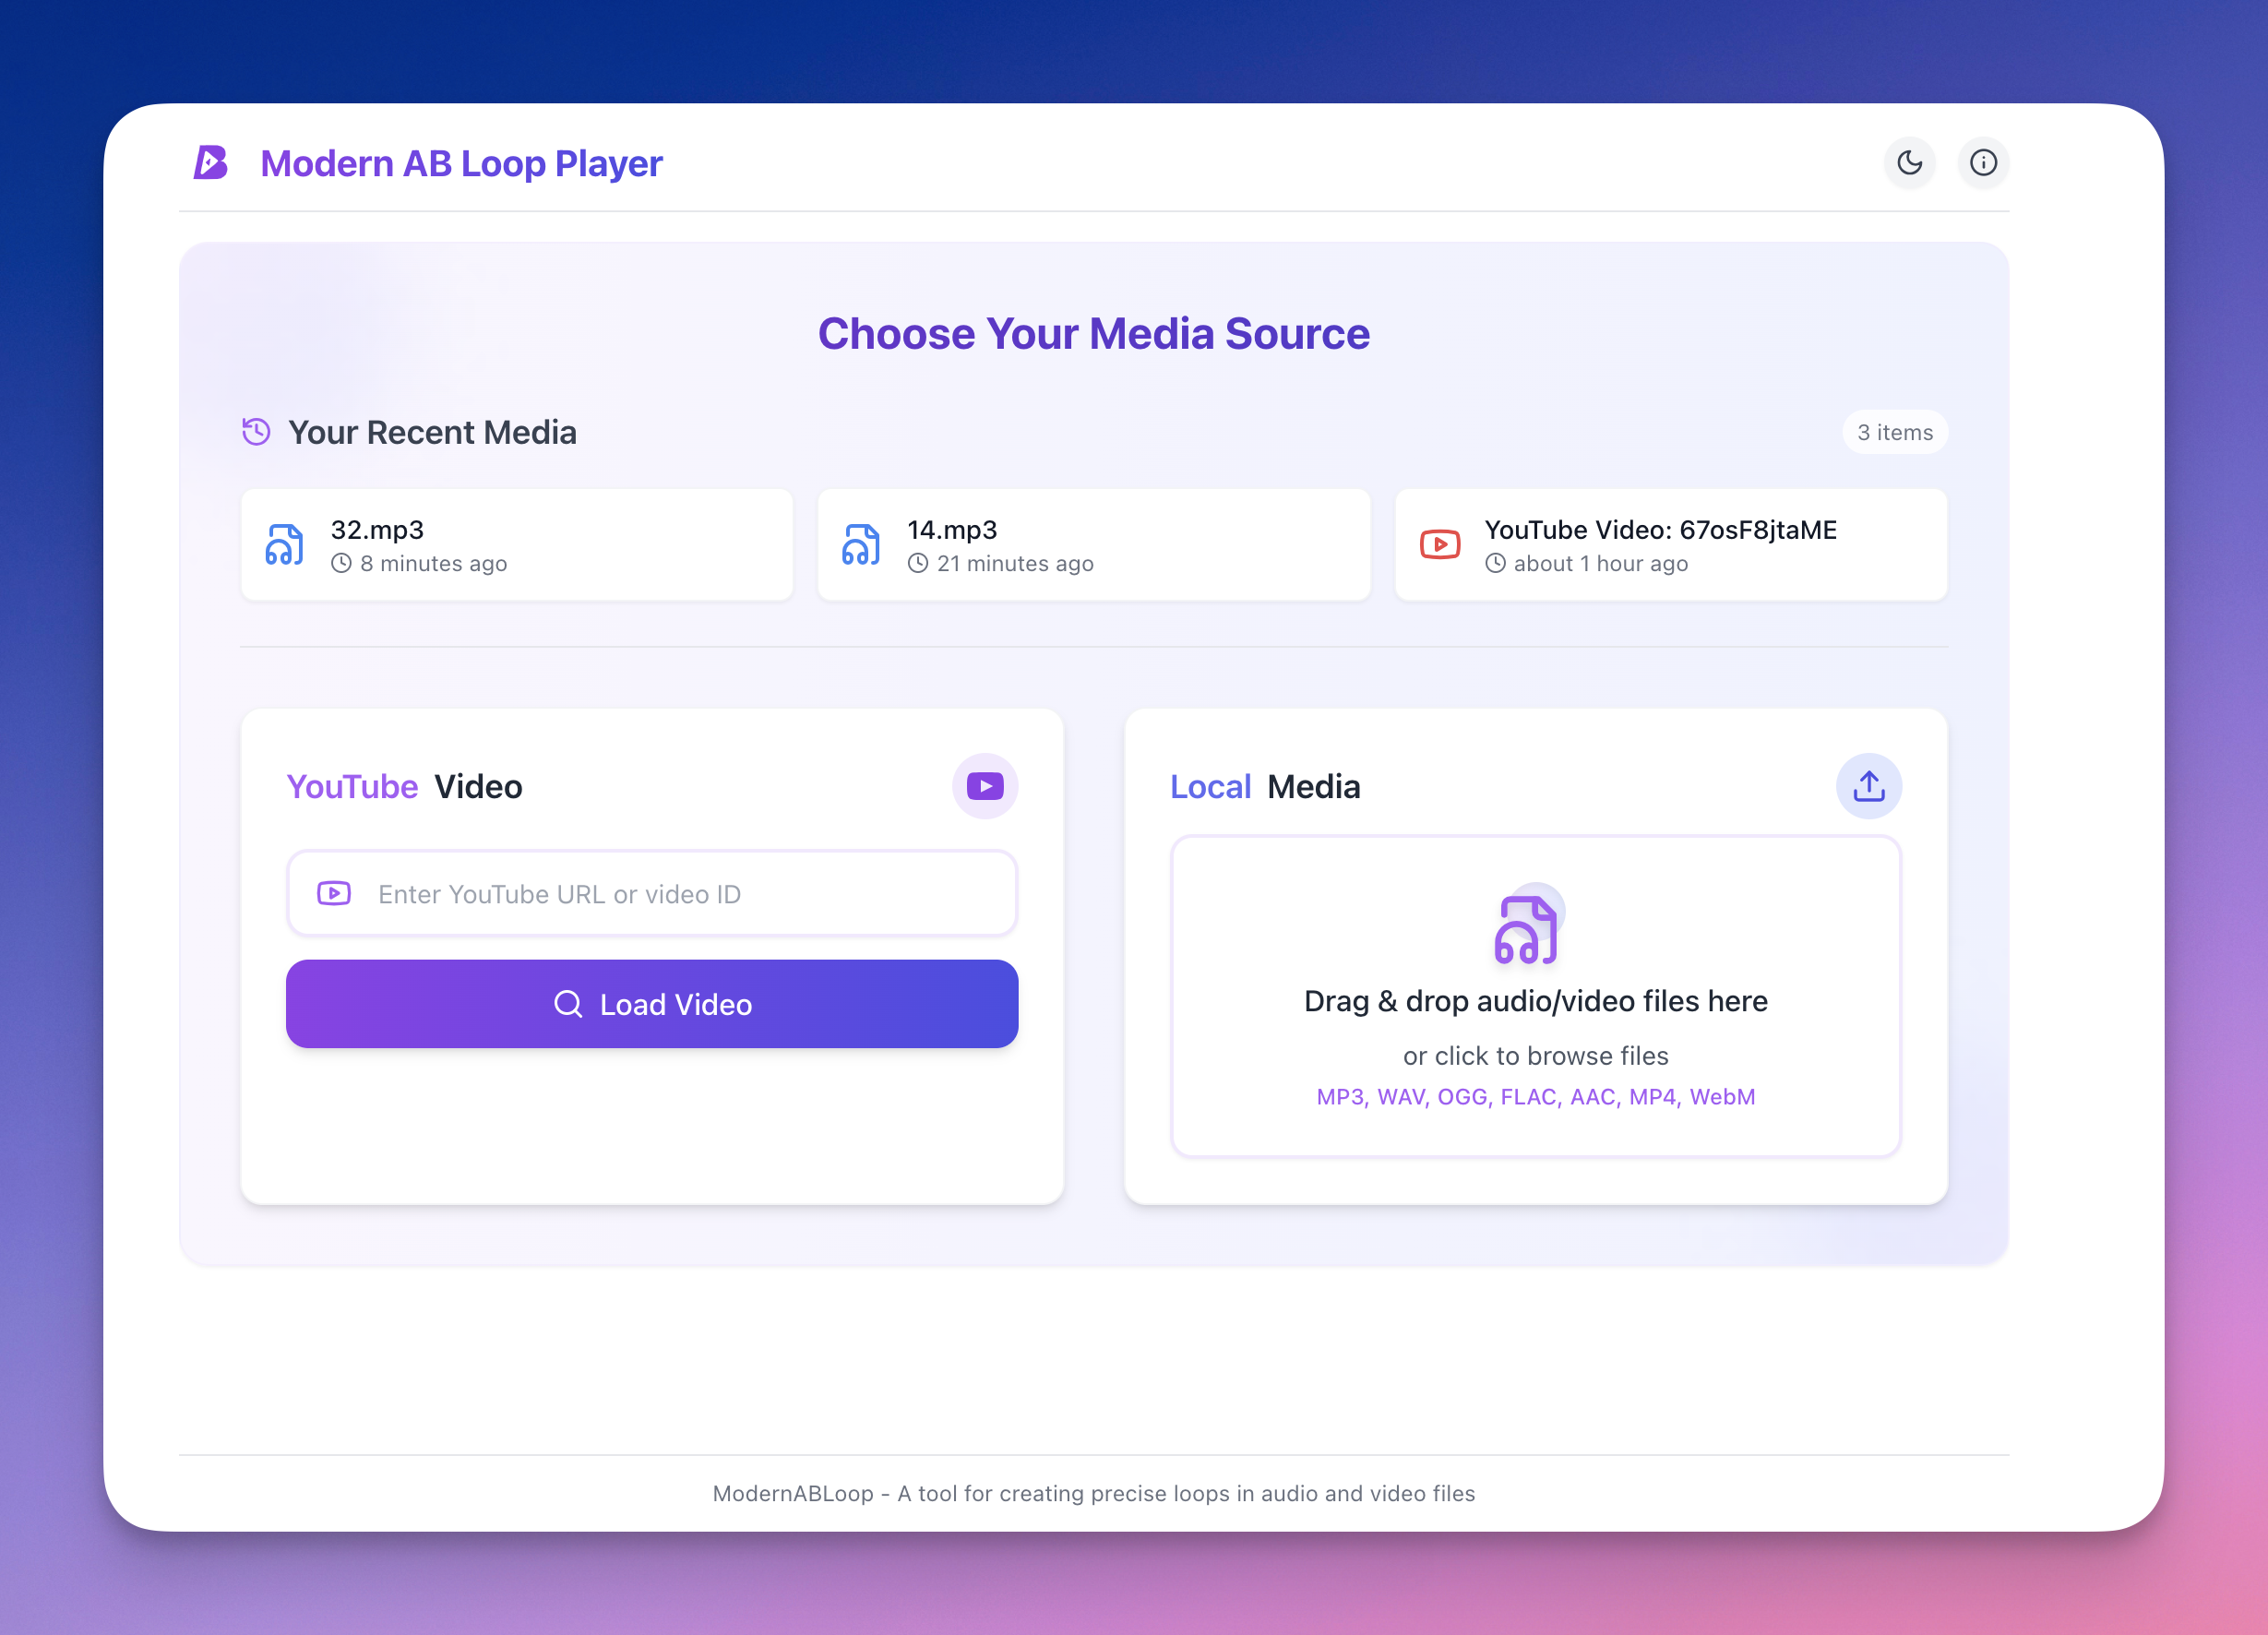 Modern AB Loop Player
Choose Your Media Source
Your Recent Media
3 items
32.mp3
8 minutes ago
14.mp3
21 minutes ago
YouTube Video: 67osF8jtaME
about 1 hour ago
YouTube Video
Enter YouTube URL or video ID
Load Video
Local Media
Drag & drop audio/video files here
or click to browse files
MP3, WAV, OGG, FLAC, AAC, MP4, WebM
ModernABLoop - A tool for creating precise loops in audio and video files